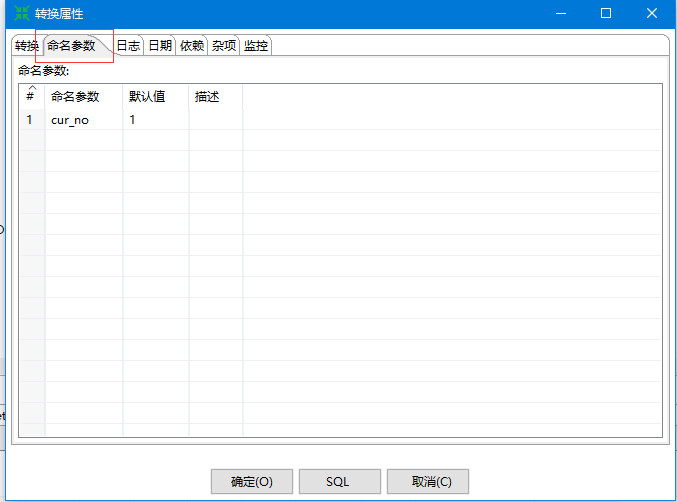 转换属性
转换 命名参数 日志 日期 依赖 杂项 监控
命名参数:
# 命名参数 默认值 描述
1 cur_no 1
确定(O) SQL 取消(C)